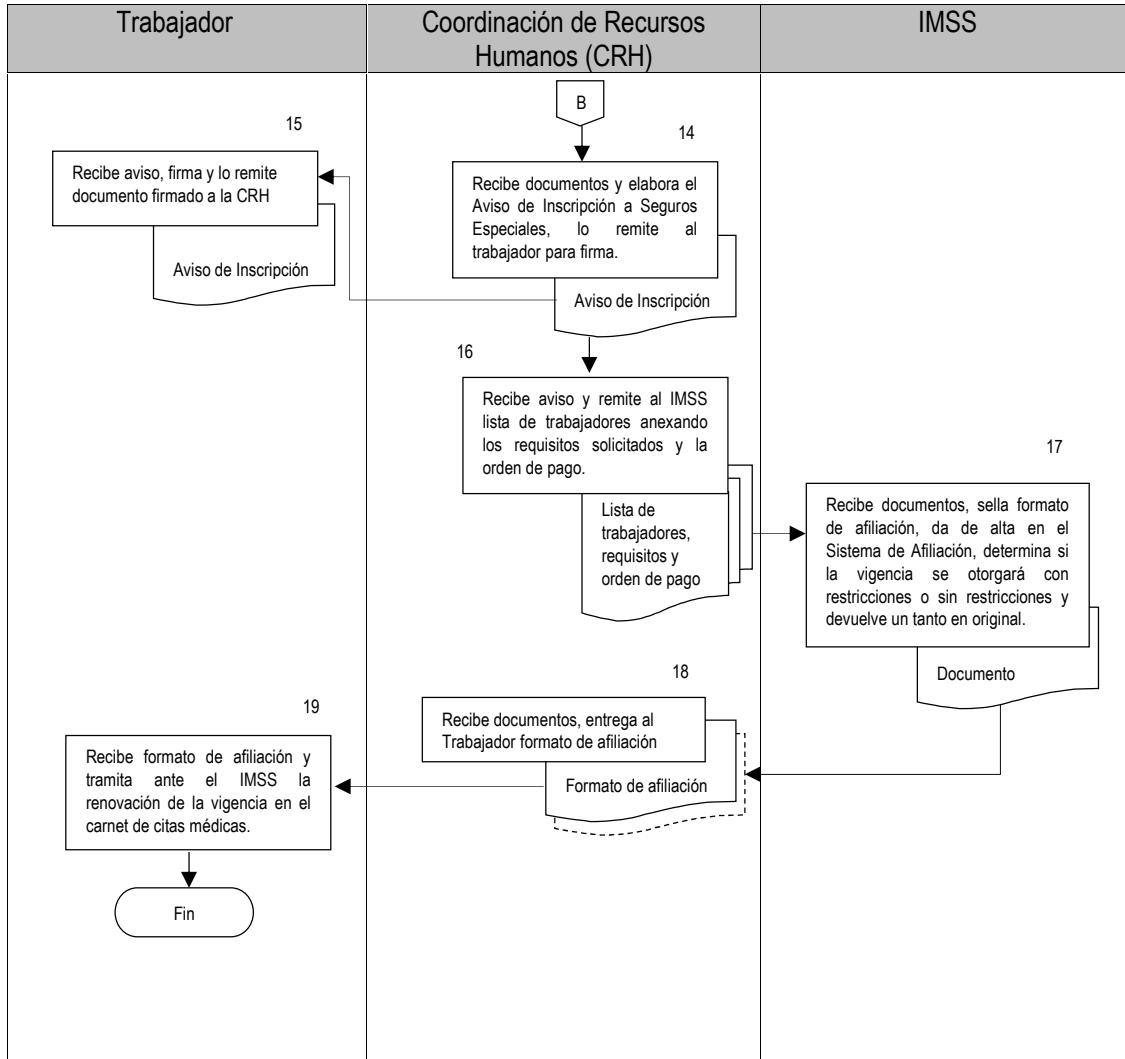 Trabajador
Coordinación de Recursos
Humanos (CRH)
IMSS
B
14
Recibe documentos y elabora el
Aviso de Inscripción a Seguros
Especiales, lo remite al
trabajador para firma.
Aviso de Inscripción
15
Recibe aviso, firma y lo remite
documento firmado a la CRH
Aviso de Inscripción
16
Recibe aviso y remite al IMSS
lista de trabajadores anexando
los requisitos solicitados y la
orden de pago.
Lista de
trabajadores,
requisitos y
orden de pago
17
Recibe documentos, sella formato
de afiliación, da de alta en el
Sistema de Afiliación, determina si
la vigencia se otorgará con
restricciones o sin restricciones y
devuelve un tanto en original.
Documento
18
Recibe documentos, entrega al
Trabajador formato de afiliación
Formato de afiliación
19
Recibe formato de afiliación y
tramita ante el IMSS la
renovación de la vigencia en el
carnet de citas médicas.
Fin